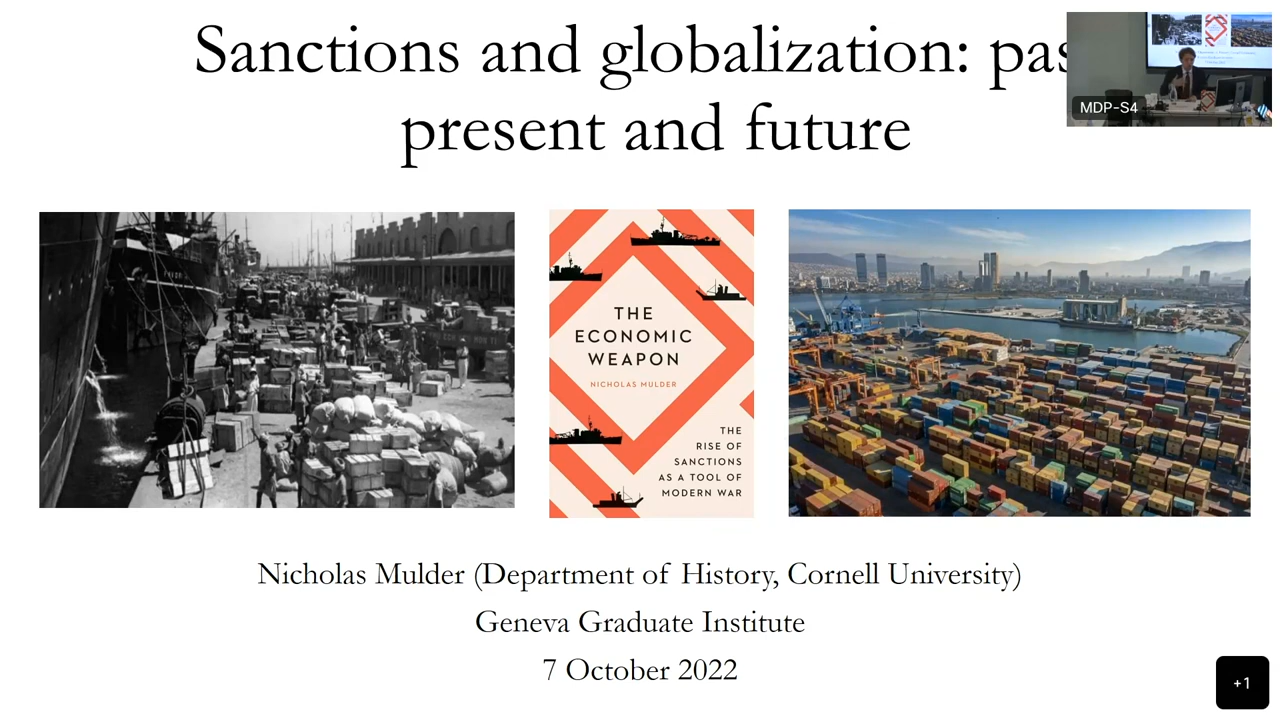 Sanctions and globalization: pas
present and future
MDP-S4
THE
ECONOMIC
WEAPON
NICHOLAS MULDER
THE
RISE OF
SANCTIONS
AS A TOOL OF
MODERN WAR
Nicholas Mulder (Department of History, Cornell University)
Geneva Graduate Institute
7 October 2022
+1